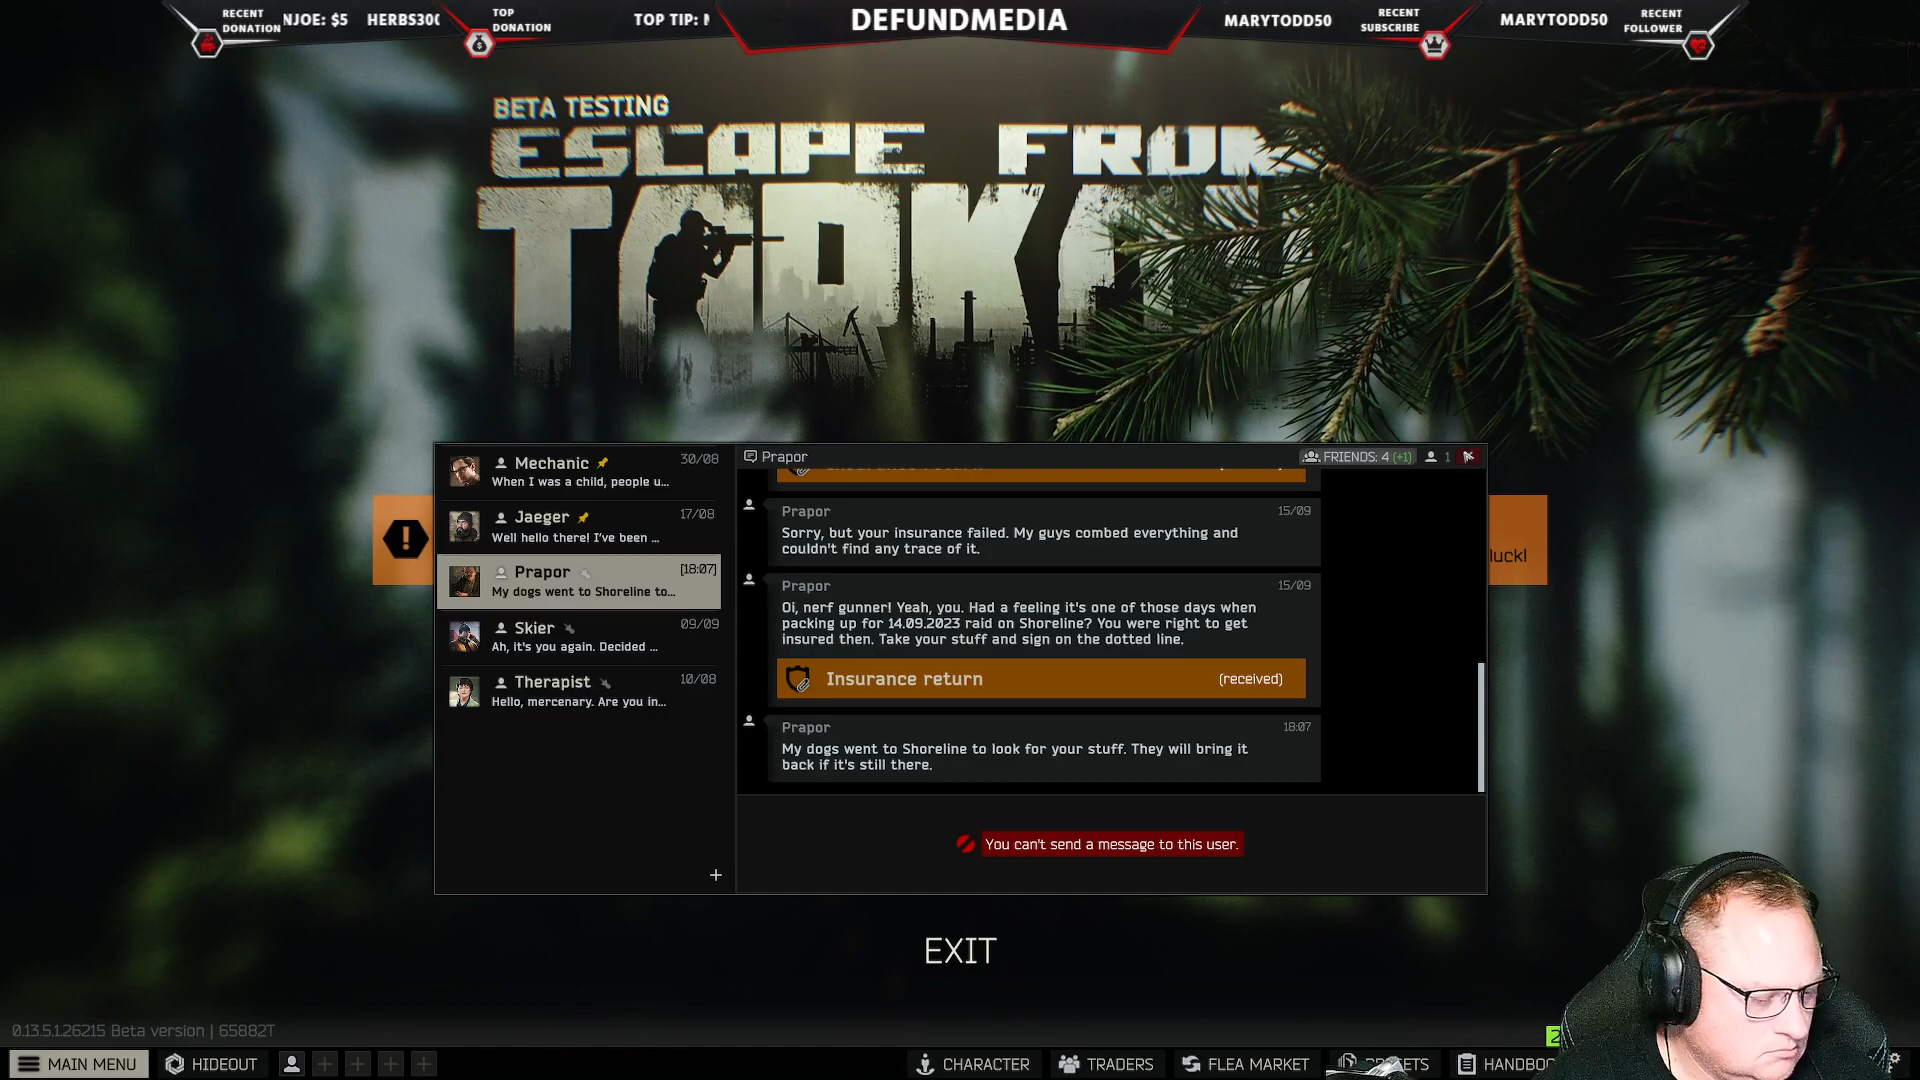 RECENT DONATION
NJOE: $5 HERBS300
TOP DONATION
TOP TIP:
DEFUNDMEDIA
MARYTODD50
RECENT SUBSCRIBE
MARYTODD50
RECENT FOLLOWER
BETA TESTING
ESCAPE FROM
Mechanic 30/08
When I was a child, people u...
Jaeger 17/08
Well hello there! I've been ...
Prapor [18:07]
My dogs went to Shoreline to...
Skier 09/09
Ah, it's you again. Decided ...
Therapist 10/08
Hello, mercenary. Are you in...
+
Prapor
FRIENDS: 4 (+1) 1
Prapor 15/09
Sorry, but your insurance failed. My guys combed everything and
couldn't find any trace of it.
Prapor 15/09
Oi, nerf gunner! Yeah, you. Had a feeling it's one of those days when
packing up for 14.09.2023 raid on Shoreline? You were right to get
insured then. Take your stuff and sign on the dotted line.
Insurance return (received)
Prapor 18:07
My dogs went to Shoreline to look for your stuff. They will bring it
back if it's still there.
You can't send a message to this user.
luck!
EXIT
0.13.5.1.26215 Beta version | 65882T
2
MAIN MENU HIDEOUT + + + + CHARACTER TRADERS FLEA MARKET HANDBOO